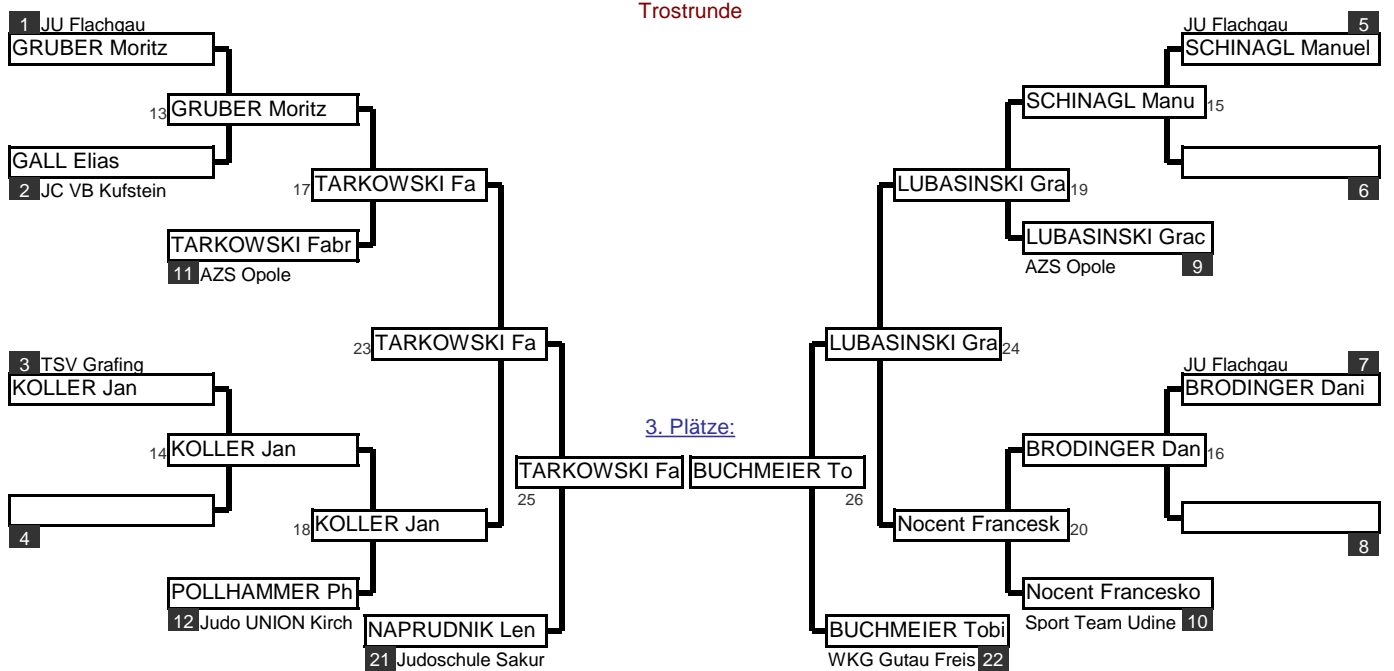 Trostrunde
1 JU Flachgau
GRUBER Moritz
13 GRUBER Moritz
GALL Elias
2 JC VB Kufstein
17 TARKOWSKI Fa
TARKOWSKI Fabr
11 AZS Opole
23 TARKOWSKI Fa
3 TSV Grafing
KOLLER Jan
14 KOLLER Jan
4
18 KOLLER Jan
POLLHAMMER Ph
12 Judo UNION Kirch
NAPRUDNIK Len
21 Judoschule Sakur
3. Plätze:
TARKOWSKI Fa
25
BUCHMEIER To
26
JU Flachgau 5
SCHINAGL Manuel
SCHINAGL Manu 15
6
LUBASINSKI Gra 19
LUBASINSKI Grac
AZS Opole 9
LUBASINSKI Gra 24
JU Flachgau 7
BRODINGER Dani
BRODINGER Dan 16
8
Nocent Francesk 20
Nocent Francesko
Sport Team Udine 10
BUCHMEIER Tobi
WKG Gutau Freis 22